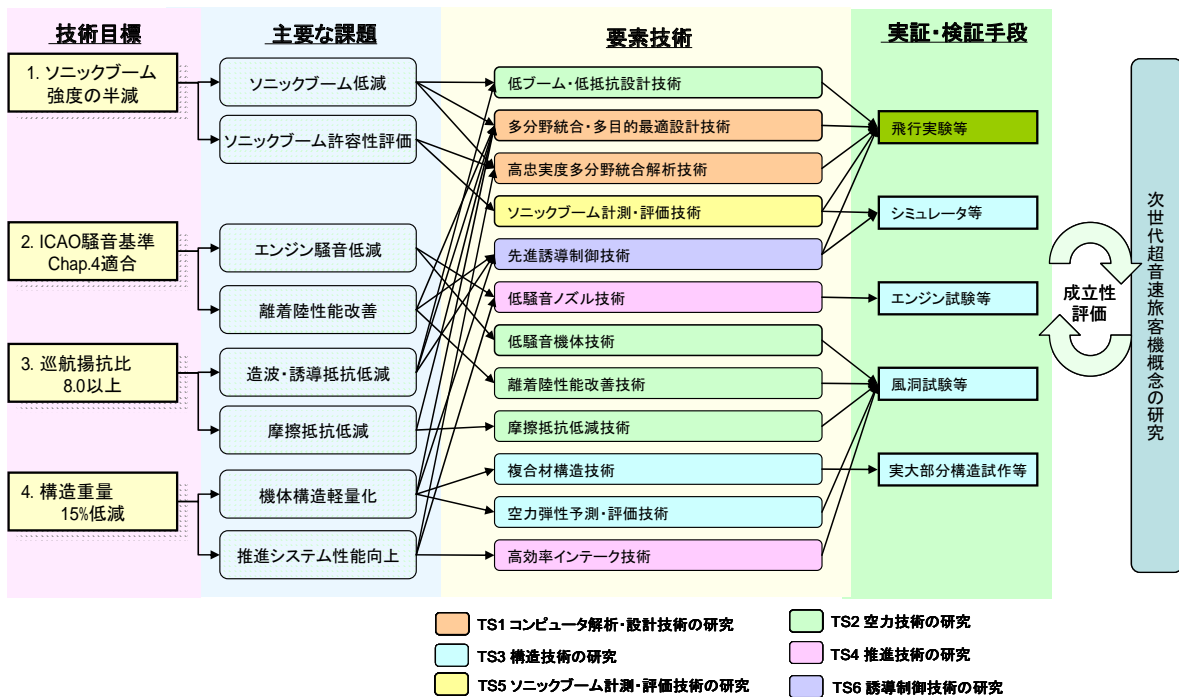 技術目標
1. ソニックブーム
強度の半減
2. ICAO騒音基準
Chap.4適合
3. 巡航揚抗比
8.0以上
4. 構造重量
15%低減
主要な課題
ソニックブーム低減
ソニックブーム許容性評価
エンジン騒音低減
離着陸性能改善
造波・誘導抵抗低減
摩擦抵抗低減
機体構造軽量化
推進システム性能向上
要素技術
低ブーム・低抵抗設計技術
多分野統合・多目的最適設計技術
高忠実度多分野統合解析技術
ソニックブーム計測・評価技術
先進誘導制御技術
低騒音ノズル技術
低騒音機体技術
離着陸性能改善技術
摩擦抵抗低減技術
複合材構造技術
空力弾性予測・評価技術
高効率インテーク技術
実証・検証手段
飛行実験等
シミュレータ等
エンジン試験等
風洞試験等
実大部分構造試作等
成立性
評価
次世代超音速旅客機概念の研究
TS1 コンピュータ解析・設計技術の研究
TS2 空力技術の研究
TS3 構造技術の研究
TS4 推進技術の研究
TS5 ソニックブーム計測・評価技術の研究
TS6 誘導制御技術の研究